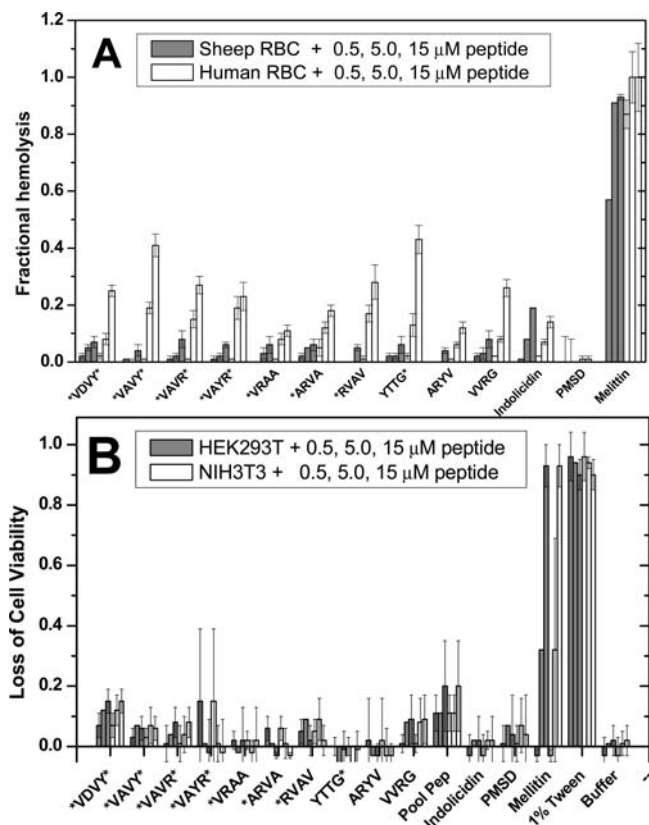 A
Sheep RBC + 0.5, 5.0, 15 μM peptide
Human RBC + 0.5, 5.0, 15 μM peptide
Fractional hemolysis
1.2
1.0
0.8
0.6
0.4
0.2
0.0
*VDVY* *VAVY* *VAVR* *VAYR* *VRAA *ARVA *RVAV YTTG* ARYV VVRG Indolicidin PMSD Melittin
B
HEK293T + 0.5, 5.0, 15 μM peptide
NIH3T3 + 0.5, 5.0, 15 μM peptide
Loss of Cell Viability
1.0
0.8
0.6
0.4
0.2
0.0
*VDVY* *VAVY* *VAVR* *VAYR* *VRAA *ARVA *RVAV YTTG* ARYV VVRG Pool Pep Indolicidin PMSD Mellitin 1% Tween Buffer --